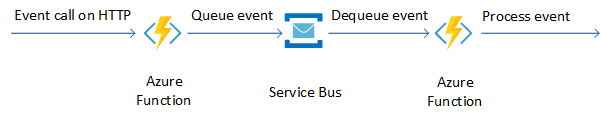 Event call on HTTP
Queue event
Dequeue event
Process event
Azure
Function
Service Bus
Azure
Function